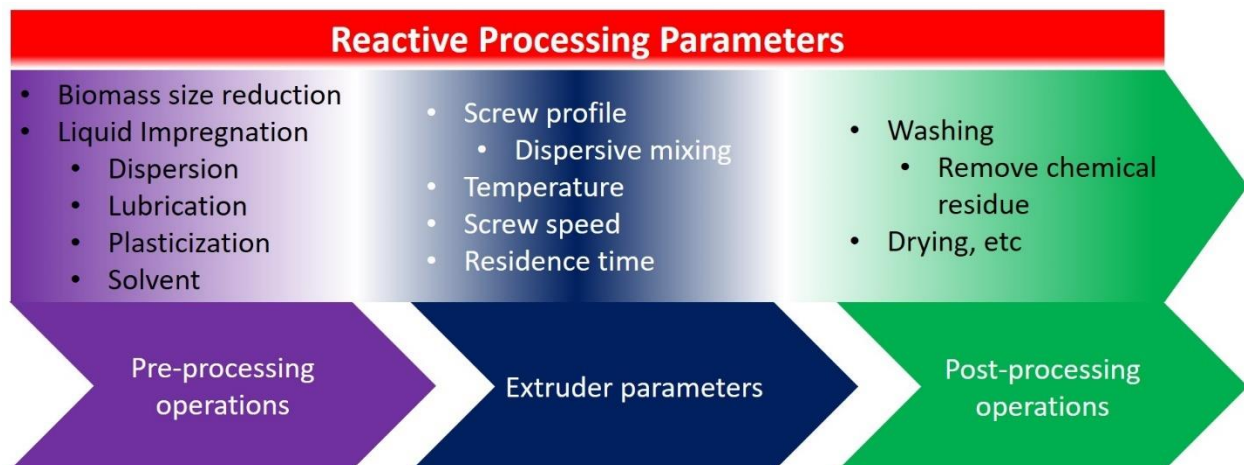 Reactive Processing Parameters
• Biomass size reduction
• Liquid Impregnation
• Dispersion
• Lubrication
• Plasticization
• Solvent
• Screw profile
• Dispersive mixing
• Temperature
• Screw speed
• Residence time
• Washing
• Remove chemical
residue
• Drying, etc
Pre-processing
operations
Extruder parameters
Post-processing
operations